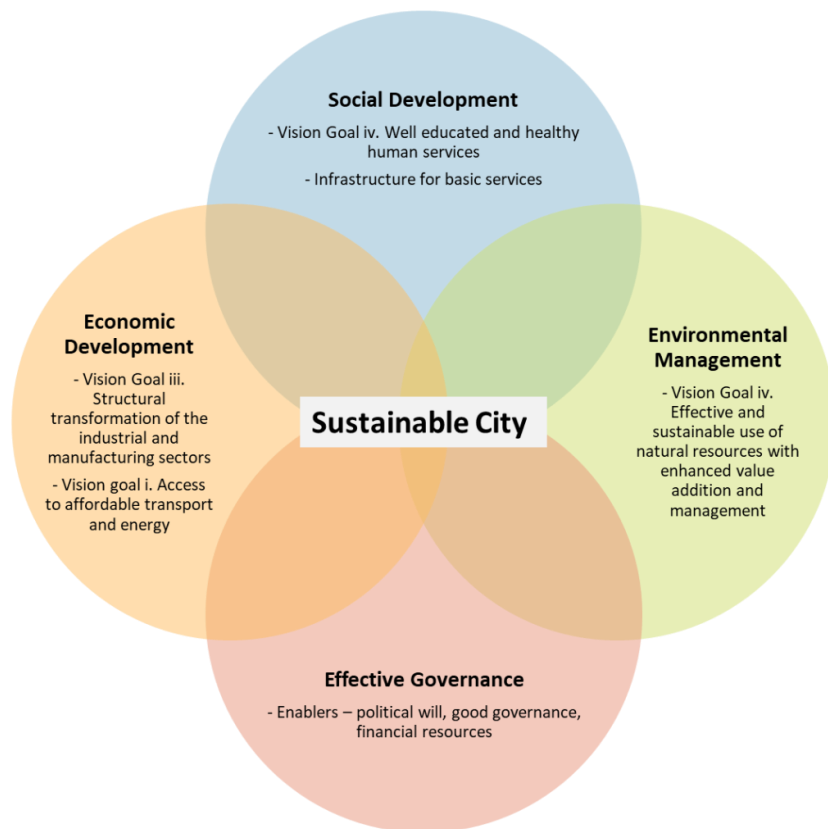 Social Development
- Vision Goal iv. Well educated and healthy
human services
- Infrastructure for basic services
Economic
Development
- Vision Goal iii.
Structural
transformation of the
industrial and
manufacturing sectors
- Vision goal i. Access
to affordable transport
and energy
Sustainable City
Environmental
Management
- Vision Goal iv.
Effective and
sustainable use of
natural resources with
enhanced value
addition and
management
Effective Governance
- Enablers – political will, good governance,
financial resources